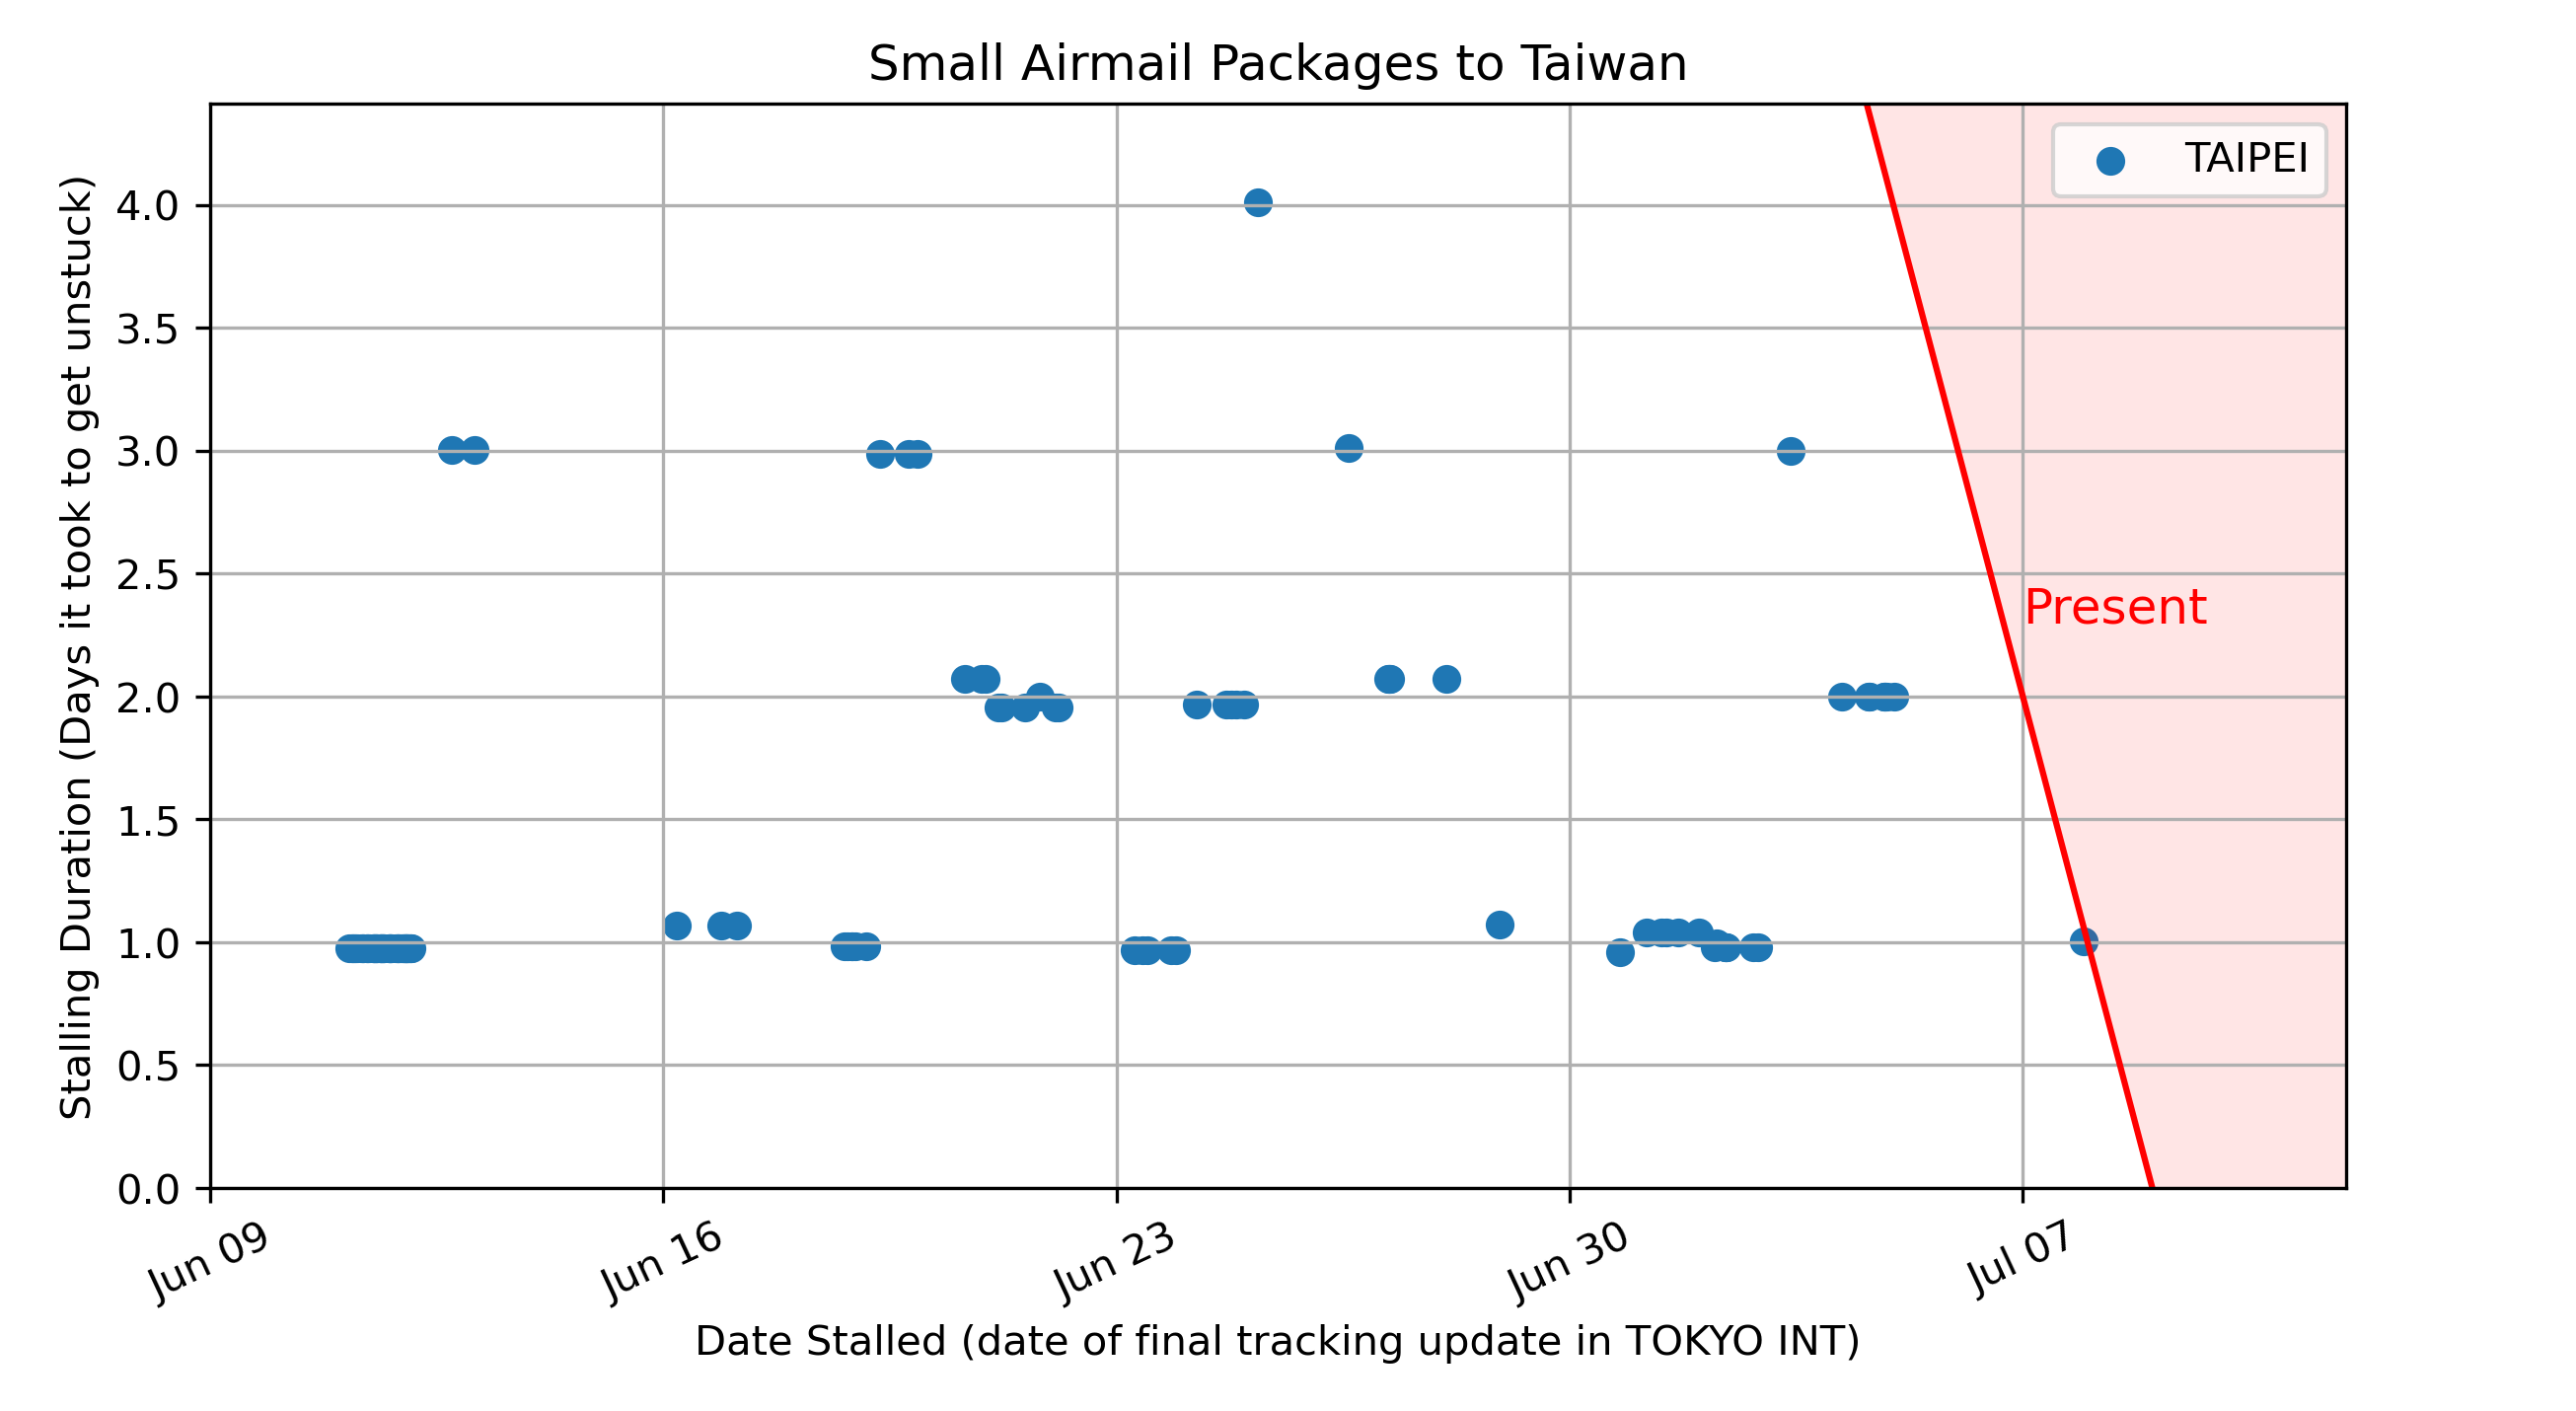 Small Airmail Packages to Taiwan
TAIPEI
Stalling Duration (Days it took to get unstuck)
4.0
3.5
3.0
2.5
2.0
1.5
1.0
0.5
0.0
Present
Jun 09
Jun 16
Jun 23
Jun 30
Jul 07
Date Stalled (date of final tracking update in TOKYO INT)